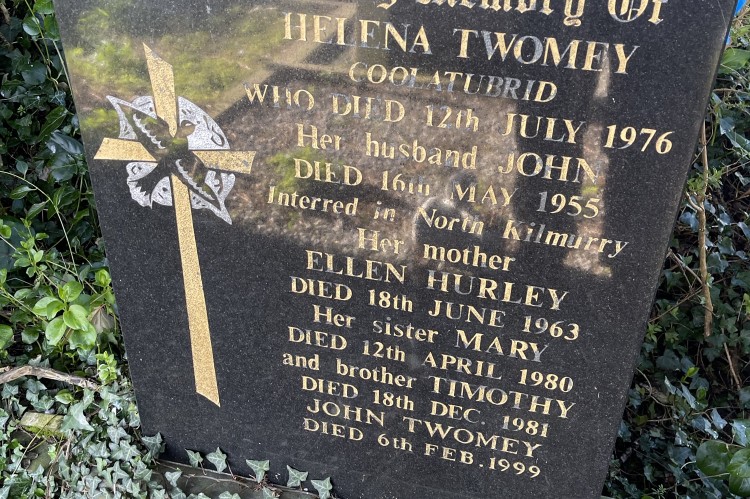 Memory Of
HELENA TWOMEY
COOLATUBRID
WHO DIED 12th JULY 1976
Her husband JOHN
DIED 16th MAY 1955
Interred in North Kilmurry
Her mother
ELLEN HURLEY
DIED 18th JUNE 1963
Her sister MARY
DIED 12th APRIL 1980
and brother TIMOTHY
DIED 18th DEC. 1981
JOHN TWOMEY
DIED 6th FEB. 1999